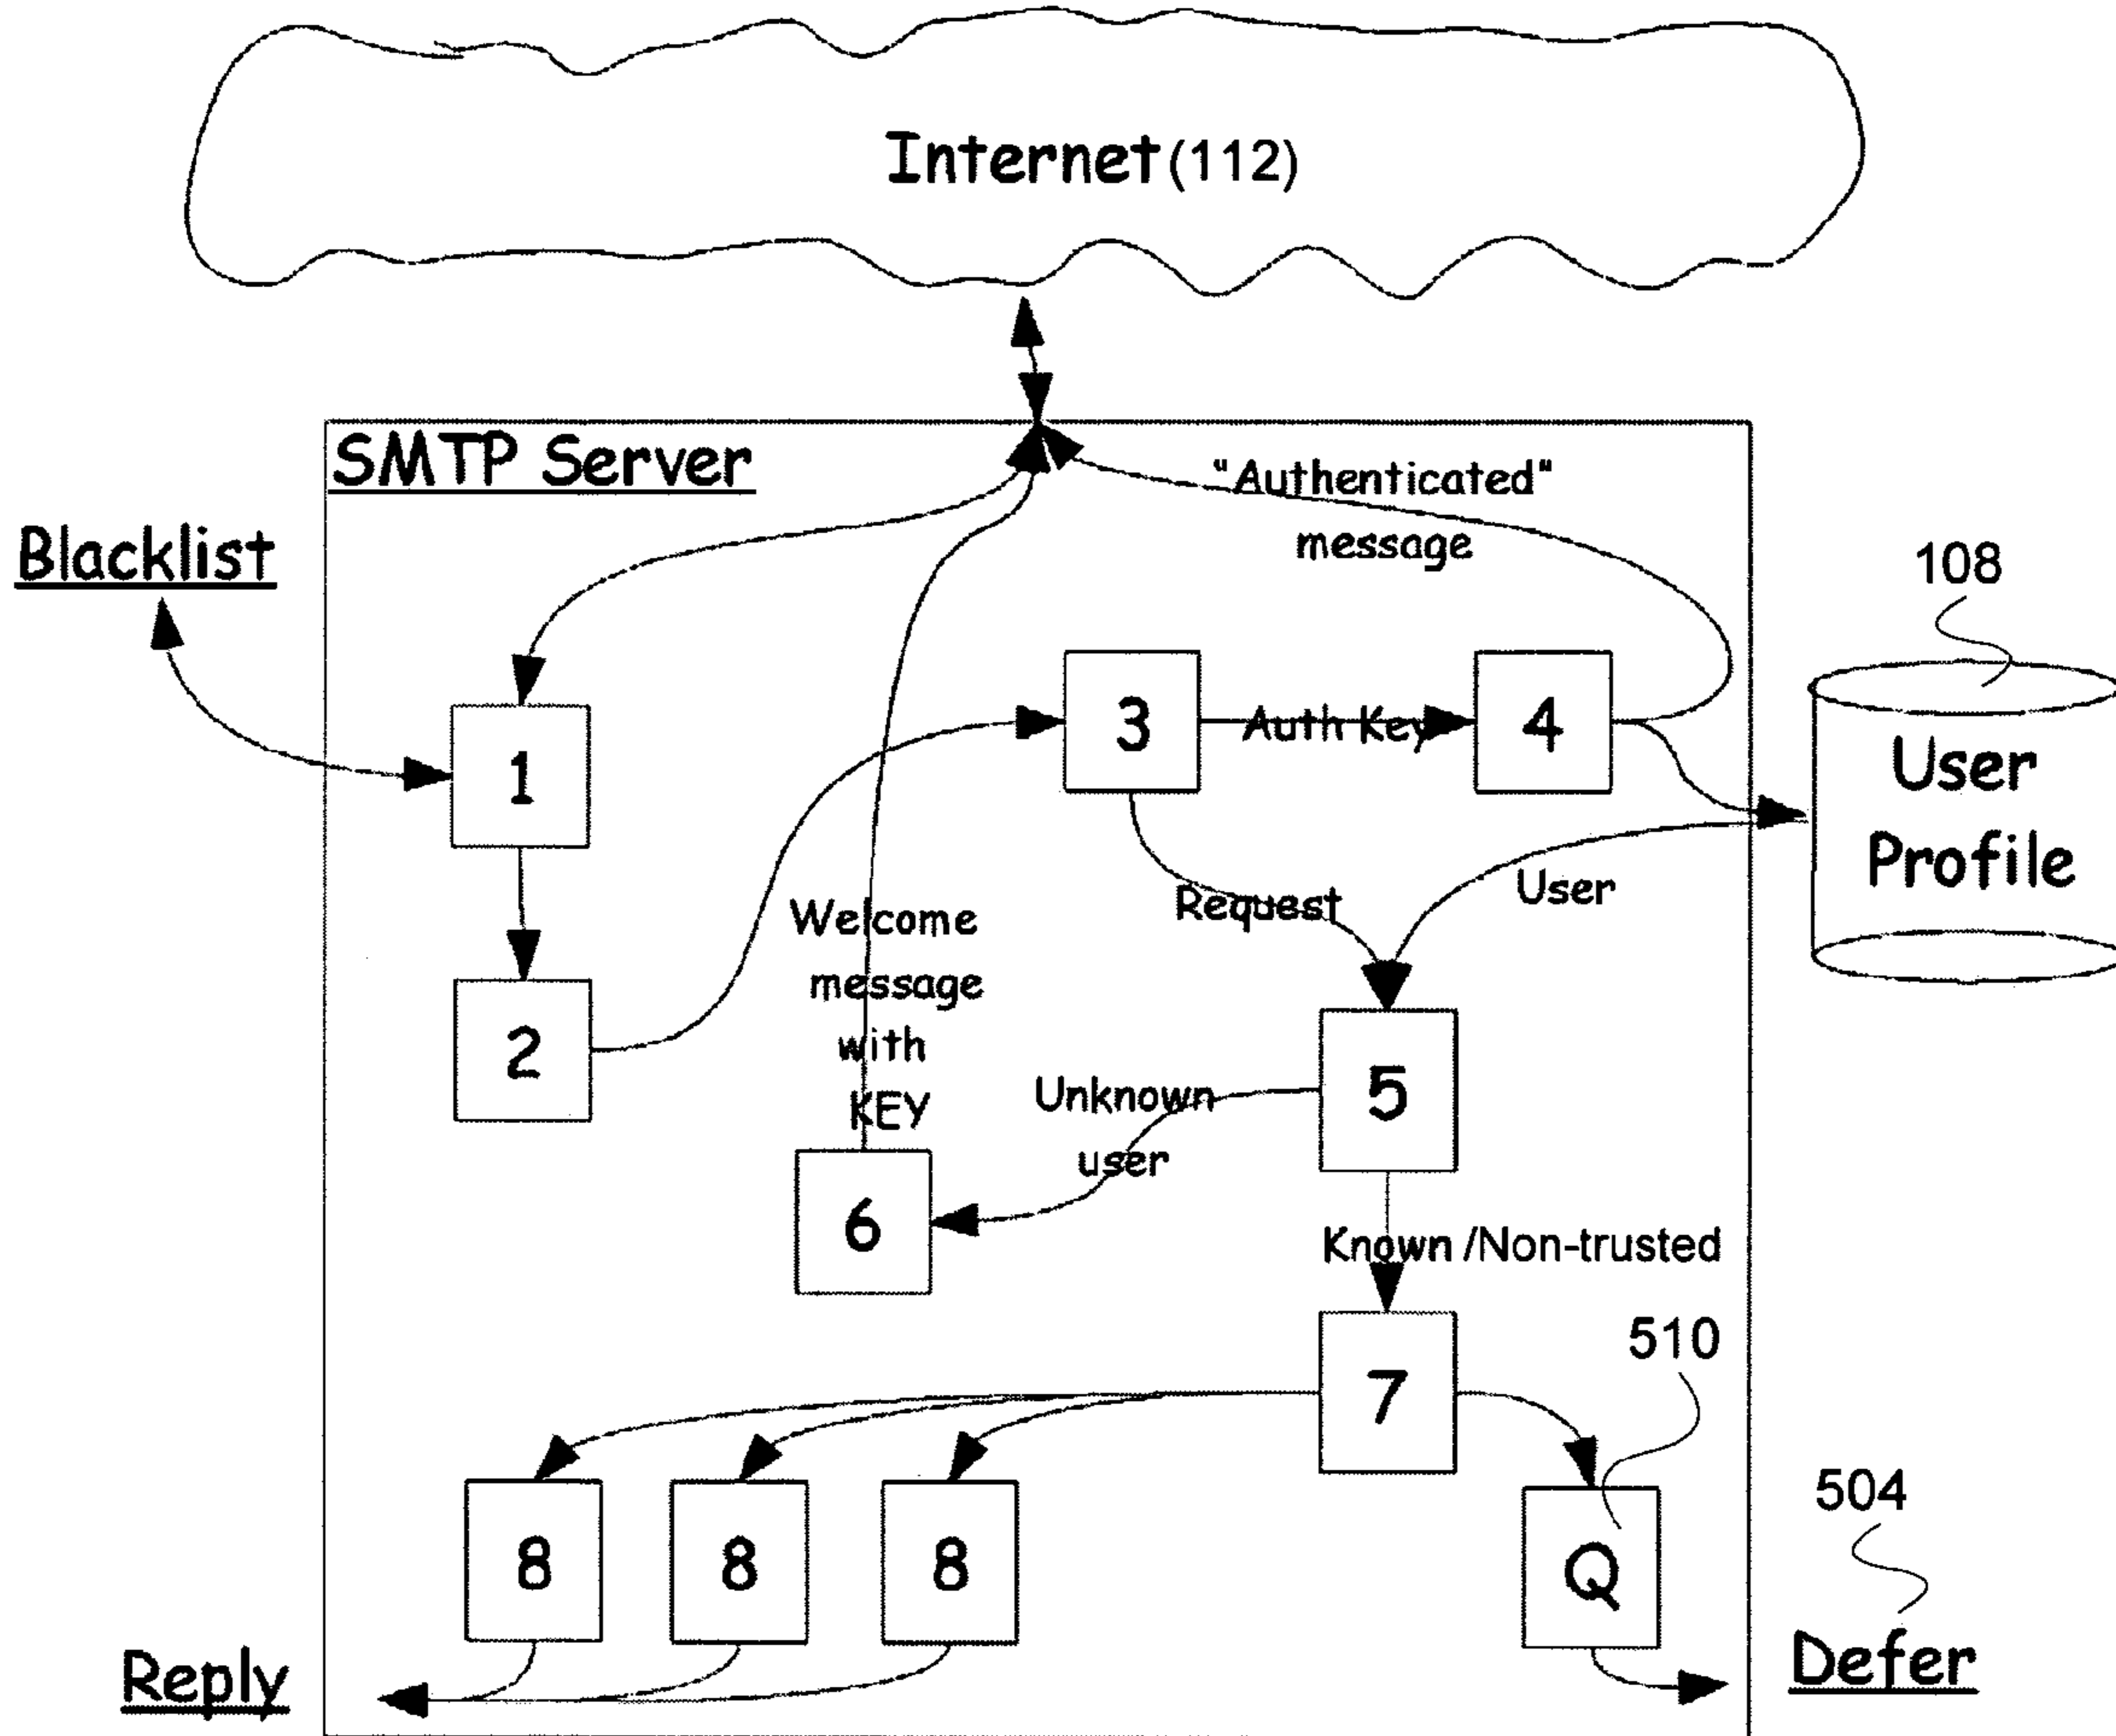 Internet (112)
SMTP Server
"Authenticated"
message
Blacklist
108
3
Auth Key
4
1
User
Profile
Request
User
Welcome
message
with
KEY
2
5
Unknown
user
6
Known /Non-trusted
510
7
504
8
8
8
Q
Reply
Defer